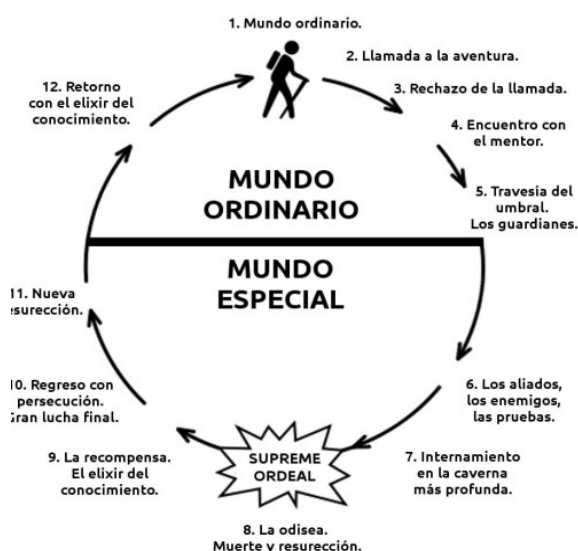 1. Mundo ordinario.
2. Llamada a la aventura.
3. Rechazo de la llamada.
4. Encuentro con
el mentor.
5. Travesía del
umbral.
Los guardianes.
MUNDO
ORDINARIO
MUNDO
ESPECIAL
6. Los aliados,
los enemigos,
las pruebas.
7. Internamiento
en la caverna
más profunda.
SUPREME
ORDEAL
8. La odisea.
Muerte y resurección.
9. La recompensa.
El elixir del
conocimiento.
10. Regreso con
persecución.
Gran lucha final.
11. Nueva
esurección.
12. Retorno
con el elixir del
conocimiento.